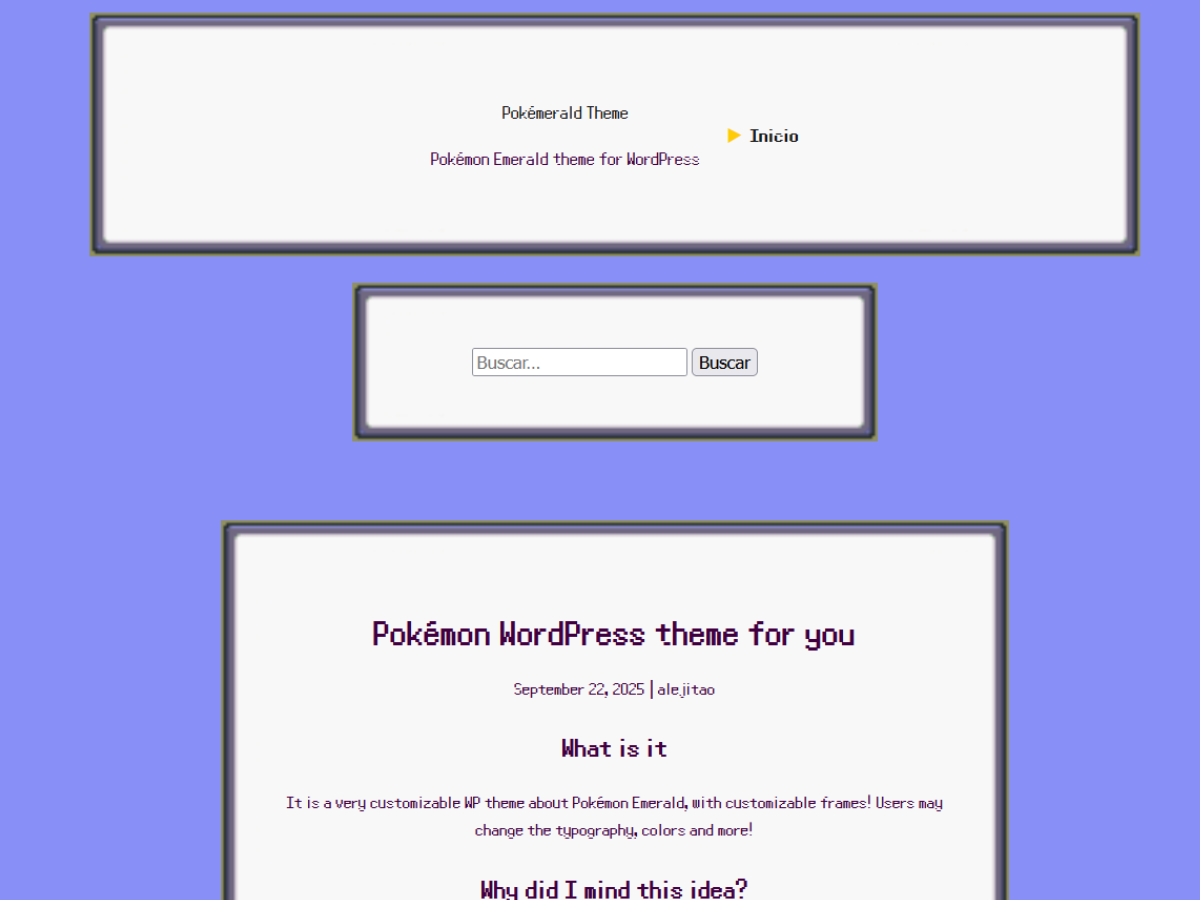 Pokémerald Theme
Pokémon Emerald theme for WordPress
Inicio
Buscar...
Buscar
Pokémon WordPress theme for you
September 22, 2025 | alejitao
What is it
It is a very customizable WP theme about Pokémon Emerald, with customizable frames! Users may
change the typography, colors and more!
Why did I mind this idea?